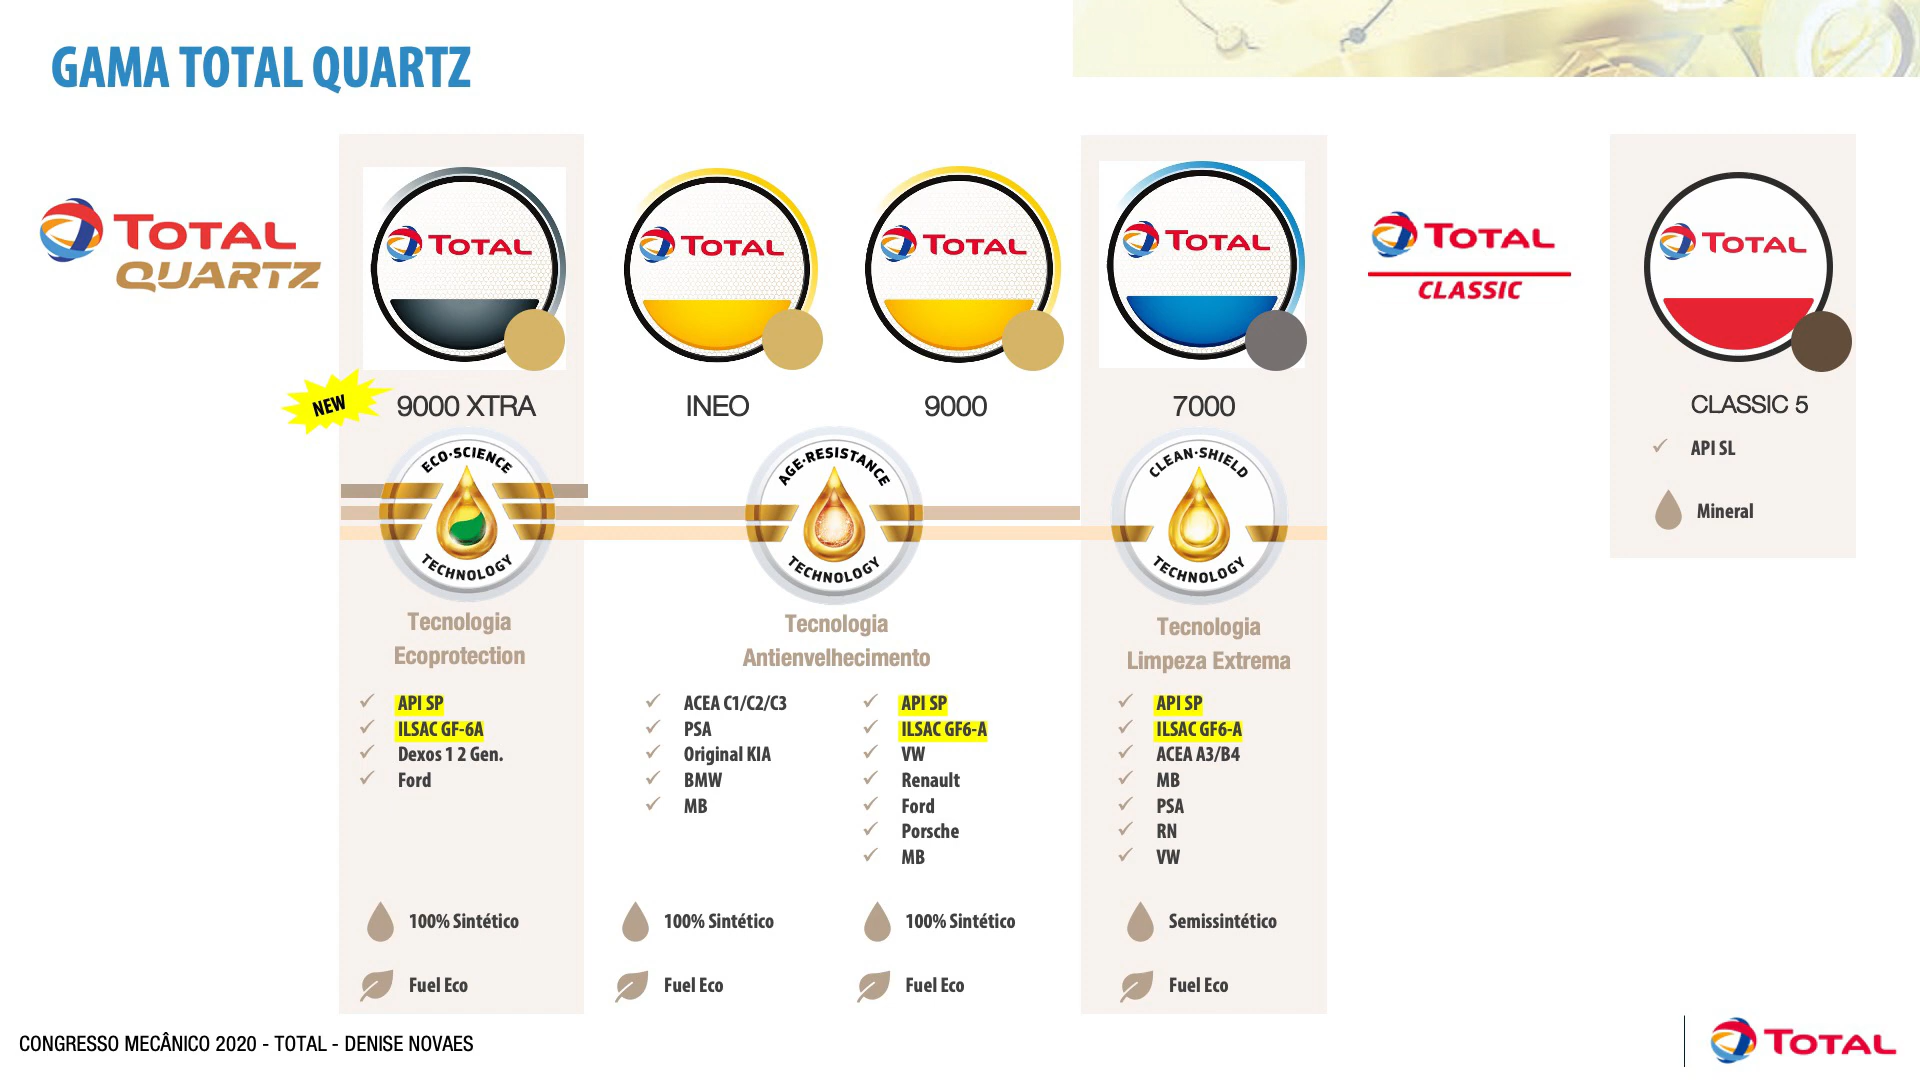 GAMA TOTAL QUARTZ
TOTAL
QUARTZ
TOTAL
TOTAL
TOTAL
TOTAL
TOTAL
CLASSIC
TOTAL
NEW
9000 XTRA
INEO
9000
7000
CLASSIC 5
API SL
Mineral
ECO·SCIENCE
TECHNOLOGY
AGE·RESISTANCE
TECHNOLOGY
CLEAN·SHIELD
TECHNOLOGY
Tecnologia
Ecoprotection
Tecnologia
Antienvelhecimento
Tecnologia
Limpeza Extrema
API SP
ILSAC GF-6A
Dexos 1 2 Gen.
Ford
ACEA C1/C2/C3
PSA
Original KIA
BMW
MB
API SP
ILSAC GF6-A
VW
Renault
Ford
Porsche
MB
API SP
ILSAC GF6-A
ACEA A3/B4
MB
PSA
RN
VW
100% Sintético
100% Sintético
100% Sintético
Semissintético
Fuel Eco
Fuel Eco
Fuel Eco
Fuel Eco
CONGRESSO MECÂNICO 2020 - TOTAL - DENISE NOVAES
TOTAL